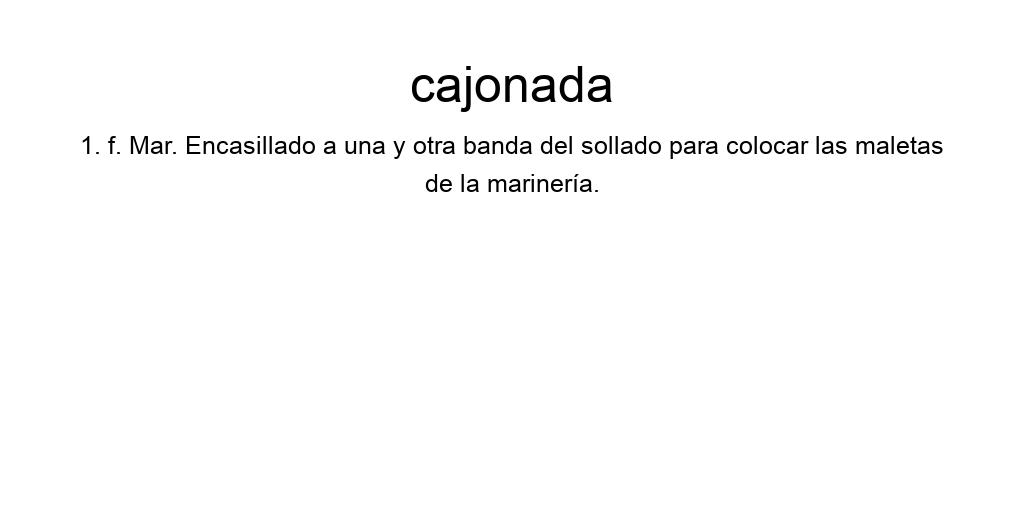 cajonada
1. f. Mar. Encasillado a una y otra banda del sollado para colocar las maletas
de la marinería.